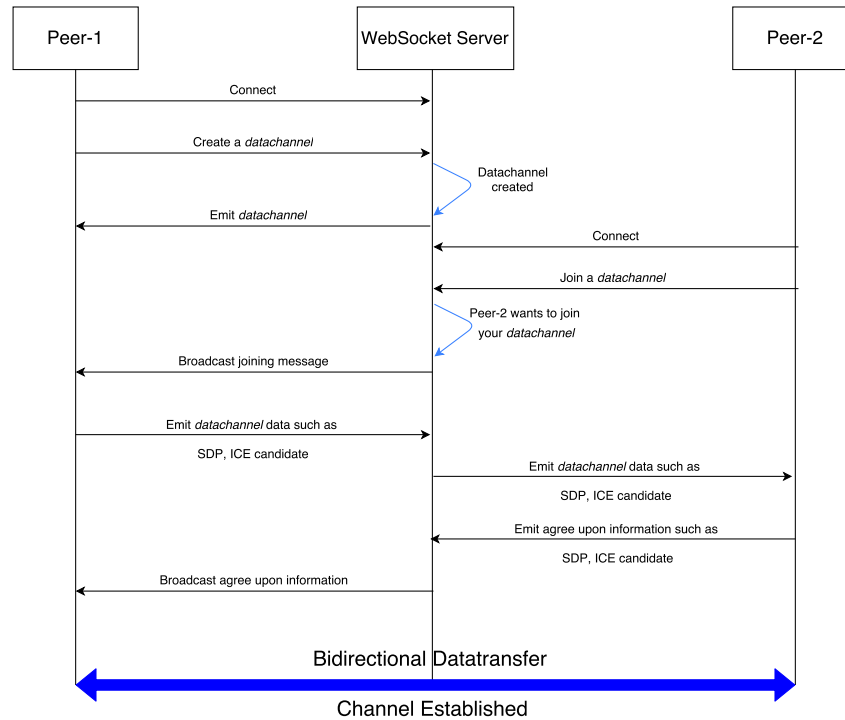 Peer-1
WebSocket Server
Peer-2
Connect
Create a datachannel
Datachannel
created
Emit datachannel
Connect
Join a datachannel
Peer-2 wants to join
your datachannel
Broadcast joining message
Emit datachannel data such as
SDP, ICE candidate
Emit datachannel data such as
SDP, ICE candidate
Emit agree upon information such as
SDP, ICE candidate
Broadcast agree upon information
Bidirectional Datatransfer
Channel Established